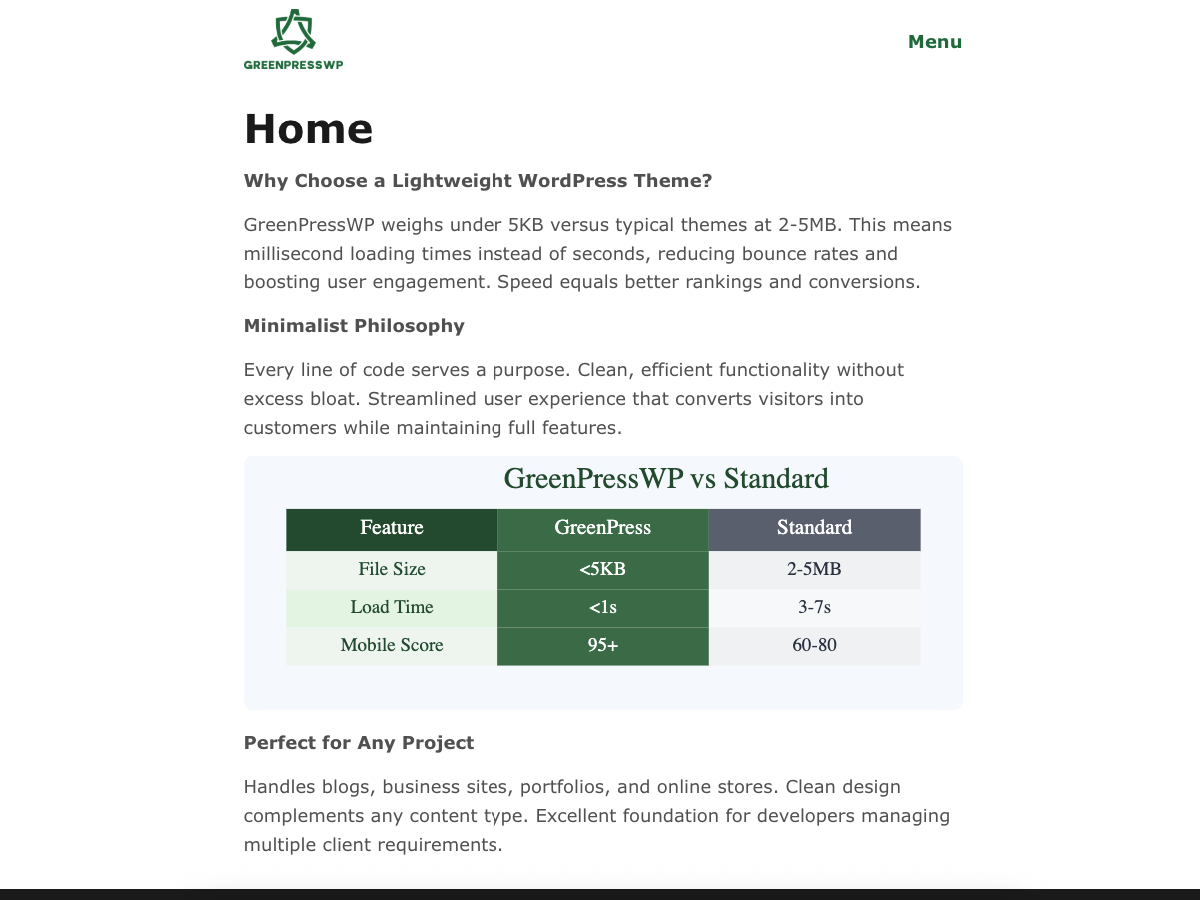 GREENPRESSWP
Menu
Home
Why Choose a Lightweight WordPress Theme?
GreenPressWP weighs under 5KB versus typical themes at 2-5MB. This means
millisecond loading times instead of seconds, reducing bounce rates and
boosting user engagement. Speed equals better rankings and conversions.
Minimalist Philosophy
Every line of code serves a purpose. Clean, efficient functionality without
excess bloat. Streamlined user experience that converts visitors into
customers while maintaining full features.
GreenPressWP vs Standard
Feature GreenPress Standard
File Size <5KB 2-5MB
Load Time <1s 3-7s
Mobile Score 95+ 60-80
Perfect for Any Project
Handles blogs, business sites, portfolios, and online stores. Clean design
complements any content type. Excellent foundation for developers managing
multiple client requirements.